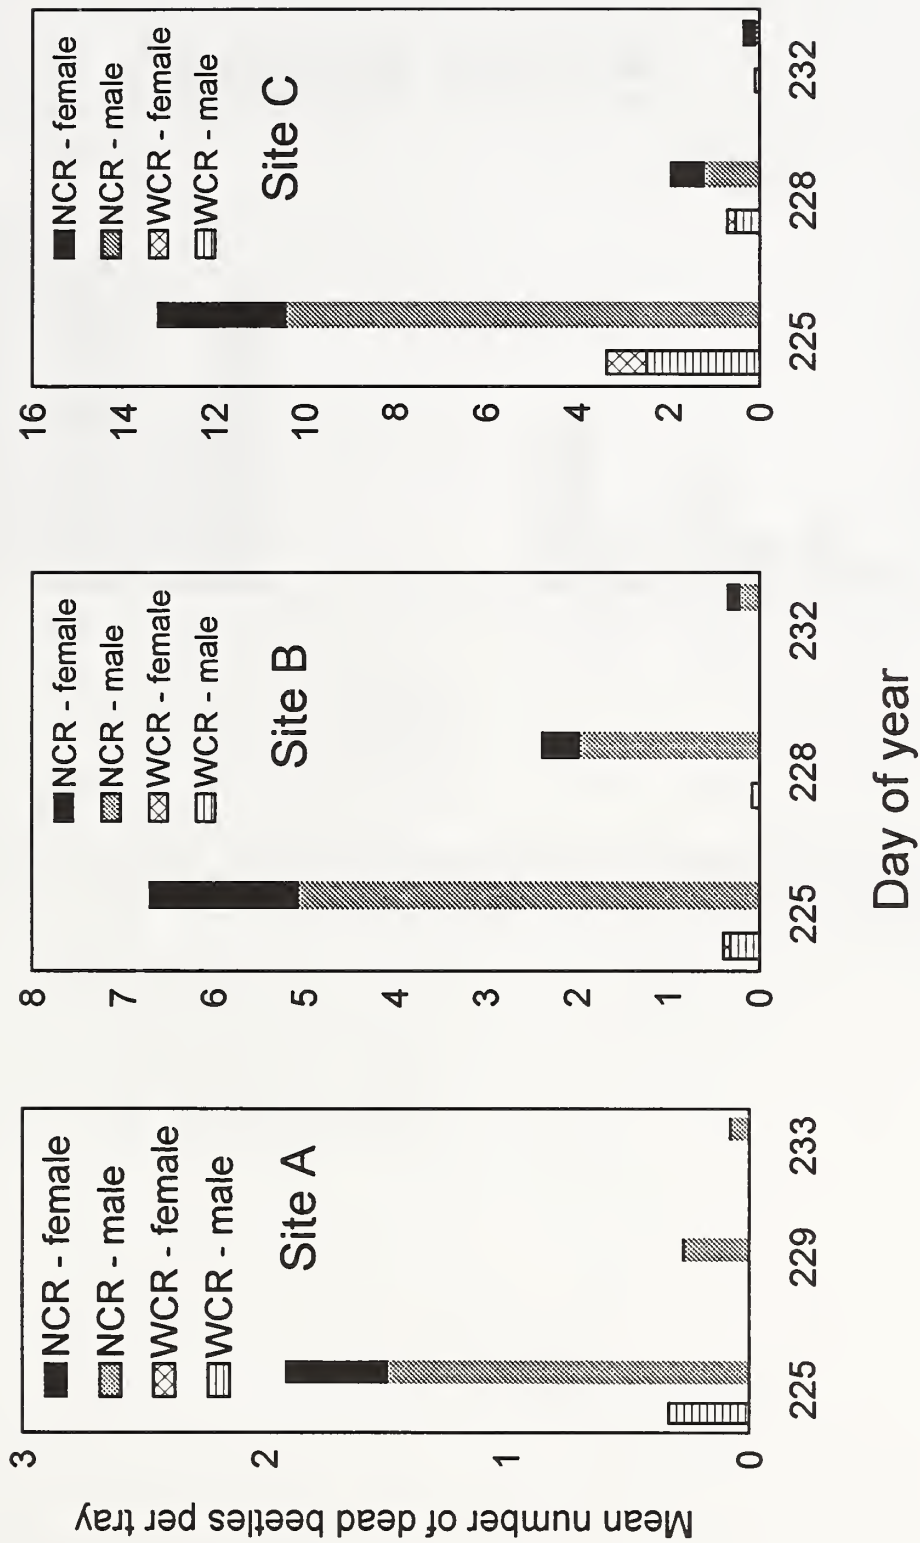 Mean number of dead beetles per tray
3
2
1
0
NCR - female
NCR - male
WCR - female
WCR - male
Site A
225 229 233
8
7
6
5
4
3
2
1
0
NCR - female
NCR - male
WCR - female
WCR - male
Site B
225 228 232
16
14
12
10
8
6
4
2
0
NCR - female
NCR - male
WCR - female
WCR - male
Site C
225 228 232
Day of year